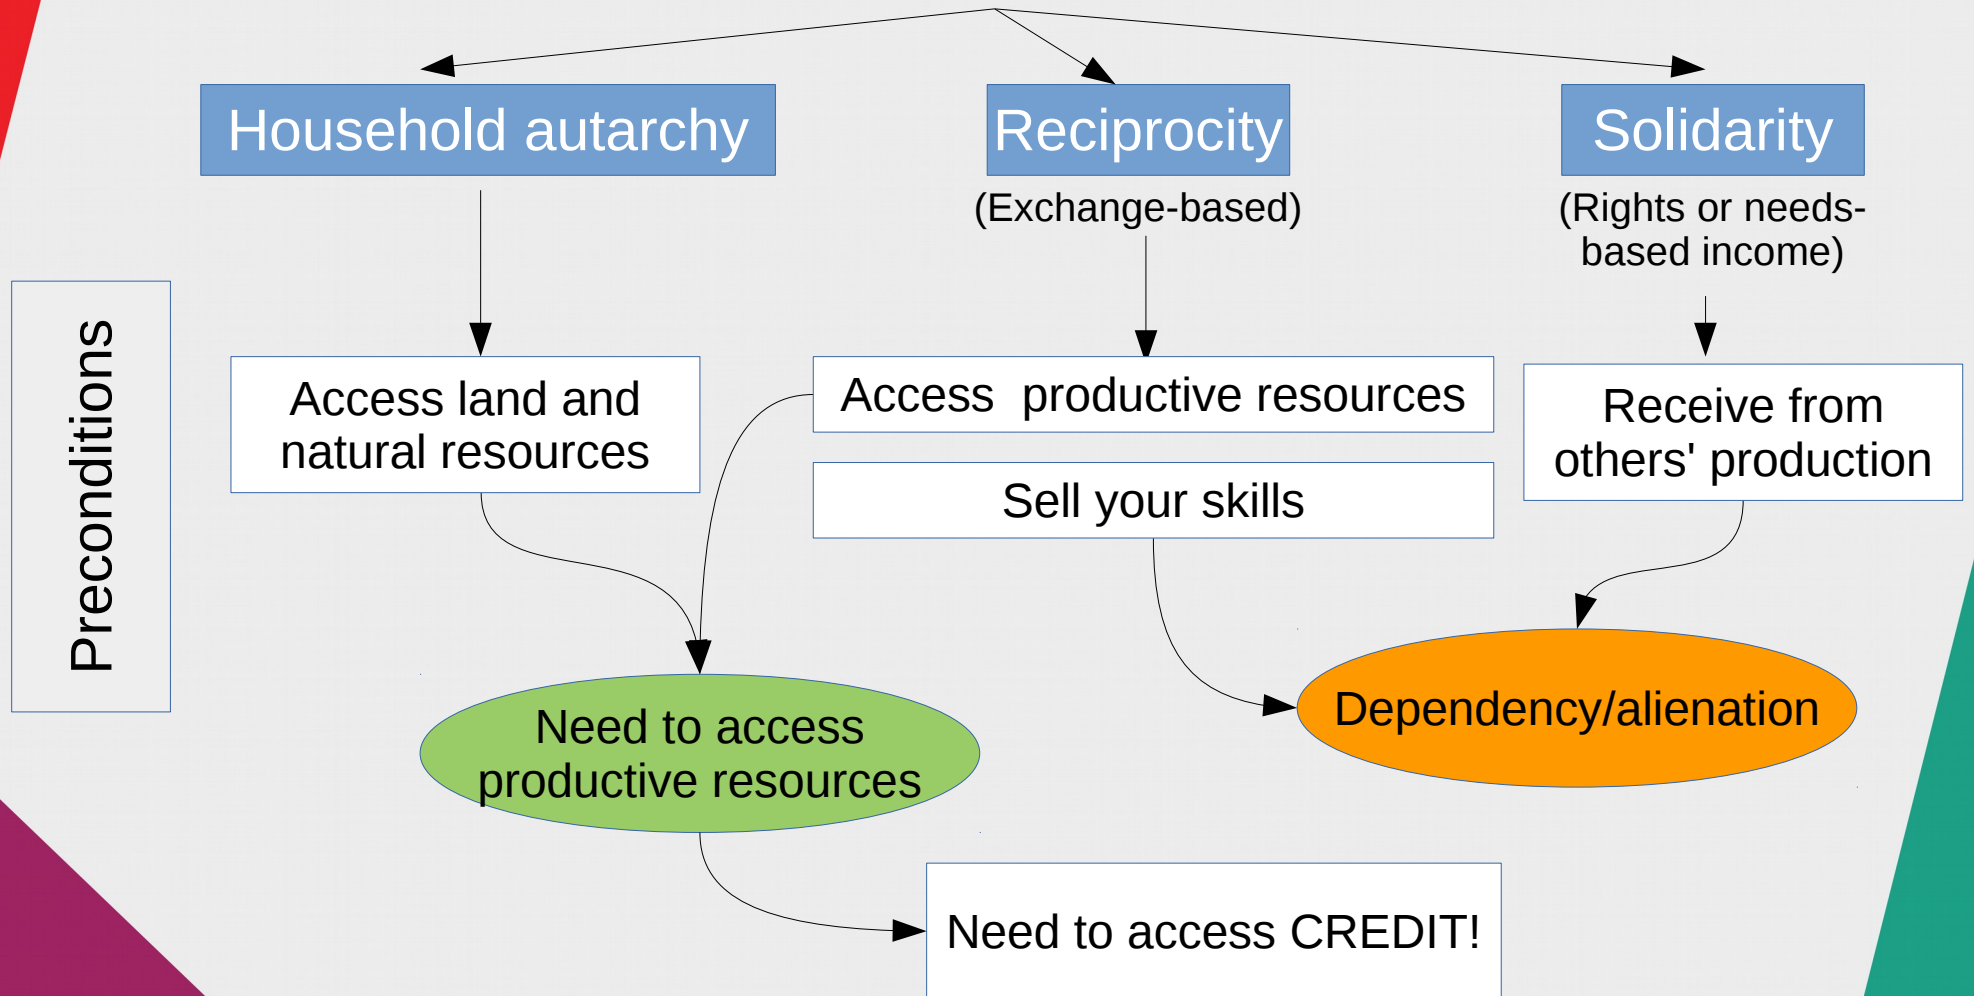 Household autarchy
Reciprocity
Solidarity
(Exchange-based)
(Rights or needs-
based income)
Preconditions
Access land and
natural resources
Access  productive resources
Sell your skills
Receive from
others' production
Need to access
productive resources
Dependency/alienation
Need to access CREDIT!